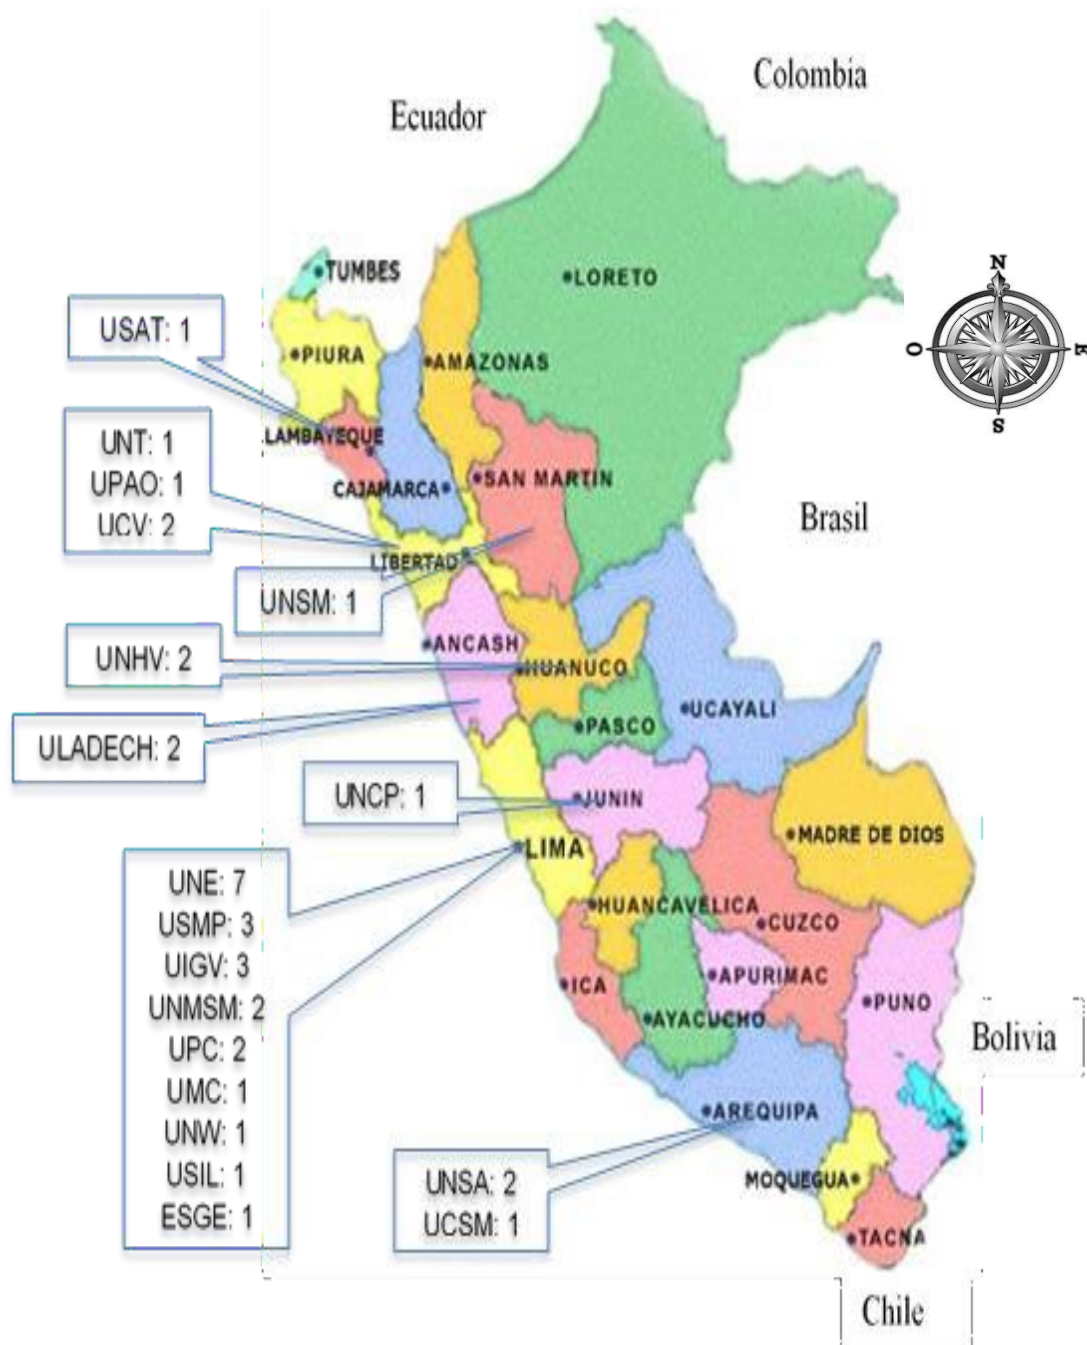 Colombia
Ecuador
N
TUMBES
LORETO
USAT: 1
PIURA
AMAZONAS
O
E
S
UNT: 1
UPAO: 1
UCV: 2
LAMBAYEQUE
CAJAMARCA
SAN MARTIN
Brasil
LIBERTAD
UNSM: 1
ANCASH
UNHV: 2
HUANUCO
UCAYALI
PASCO
ULADECH: 2
UNCP: 1
JUNIN
MADRE DE DIOS
LIMA
UNE: 7
USMP: 3
UIGV: 3
UNMSM: 2
UPC: 2
UMC: 1
UNW: 1
USIL: 1
ESGE: 1
HUANCAVELICA
CUZCO
ICA
APURIMAC
AYACUCHO
PUNO
Bolivia
AREQUIPA
UNSA: 2
UCSM: 1
MOQUEGUA
TACNA
Chile